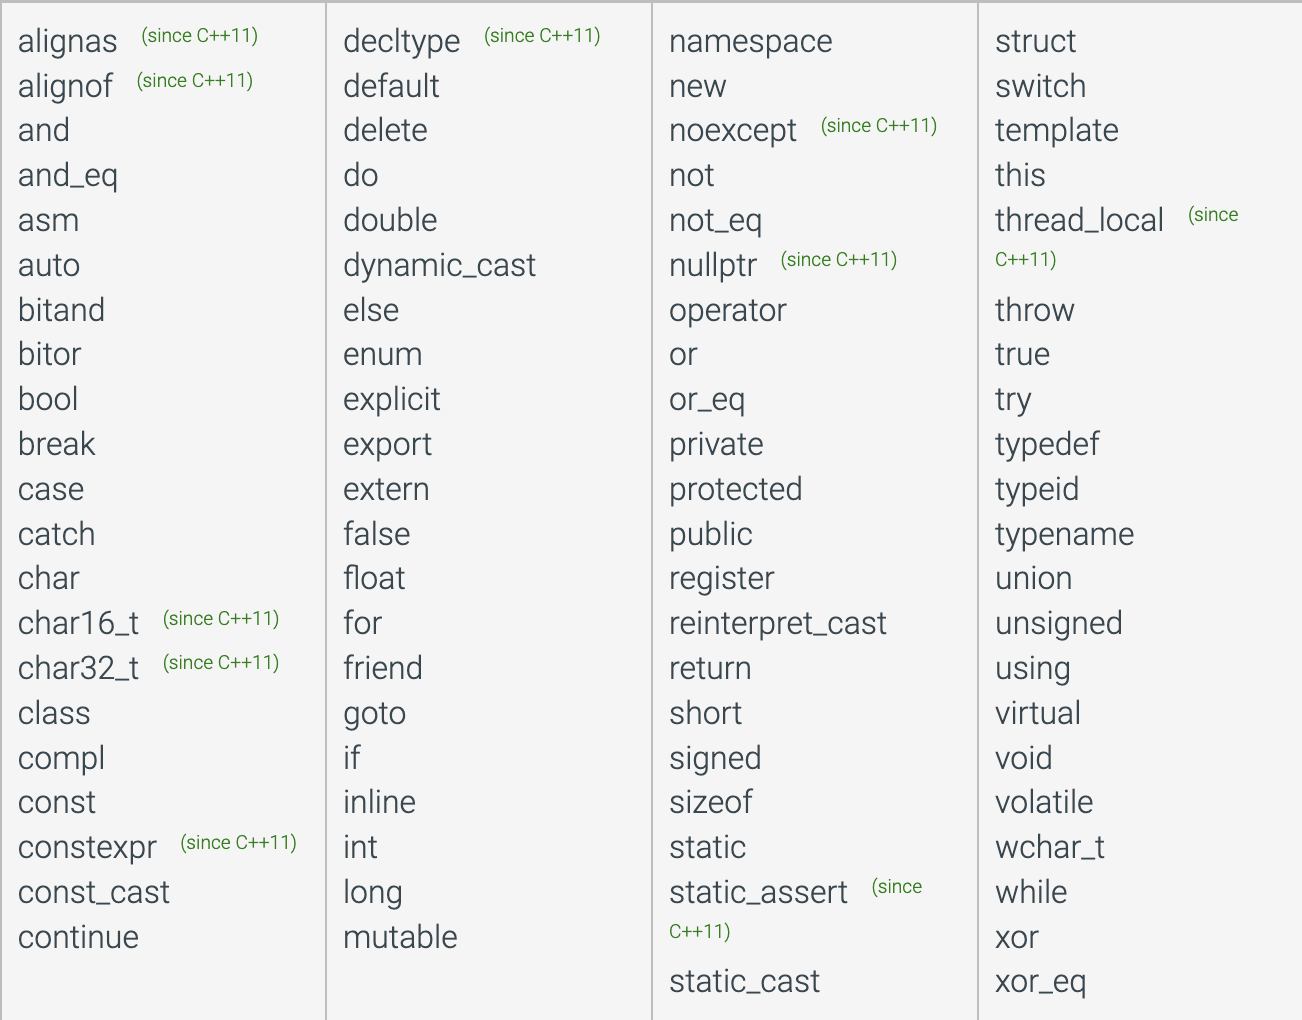 alignas (since C++11)
alignof (since C++11)
and
and_eq
asm
auto
bitand
bitor
bool
break
case
catch
char
char16_t (since C++11)
char32_t (since C++11)
class
compl
const
constexpr (since C++11)
const_cast
continue
decltype (since C++11)
default
delete
do
double
dynamic_cast
else
enum
explicit
export
extern
false
float
for
friend
goto
if
inline
int
long
mutable
namespace
new
noexcept (since C++11)
not
not_eq
nullptr (since C++11)
operator
or
or_eq
private
protected
public
register
reinterpret_cast
return
short
signed
sizeof
static
static_assert (since
C++11)
static_cast
struct
switch
template
this
thread_local (since
C++11)
throw
true
try
typedef
typeid
typename
union
unsigned
using
virtual
void
volatile
wchar_t
while
xor
xor_eq